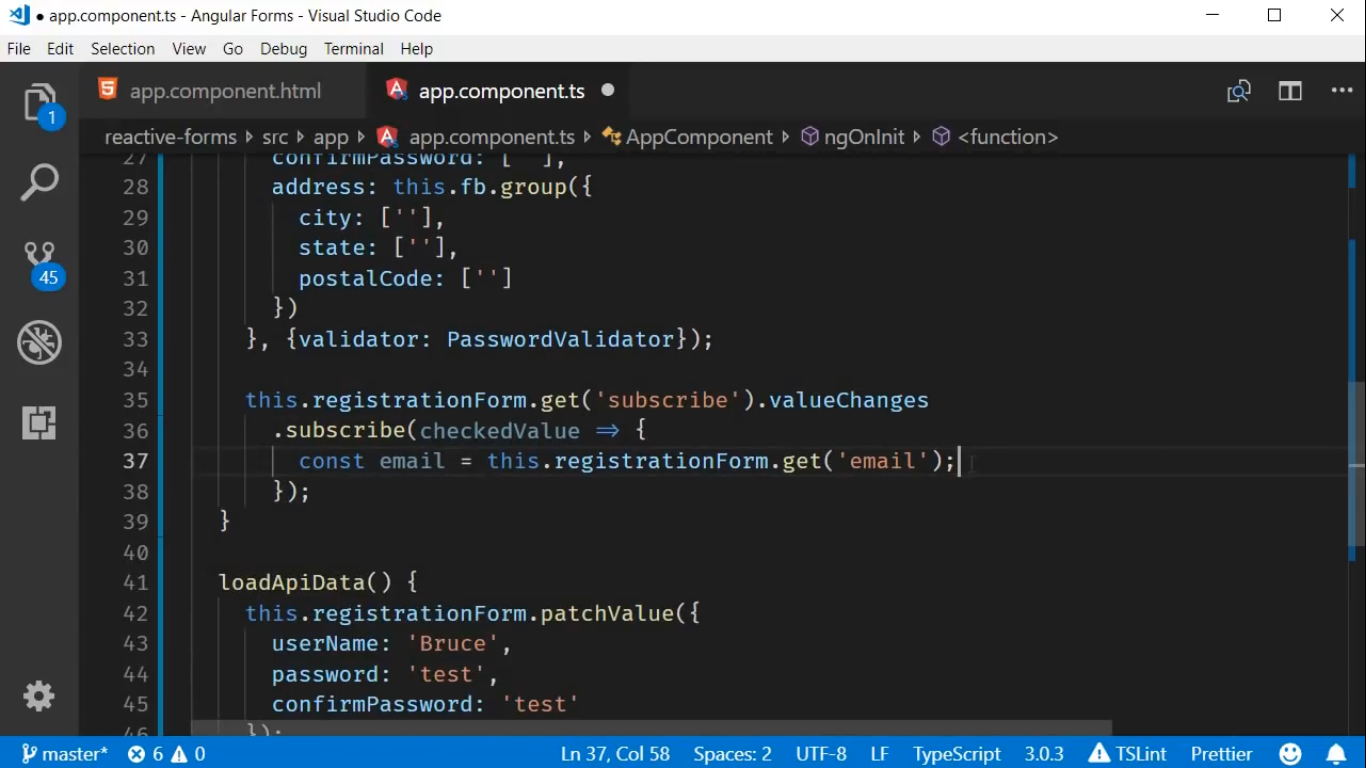 ● app.component.ts - Angular Forms - Visual Studio Code
File Edit Selection View Go Debug Terminal Help
app.component.html app.component.ts ●
reactive-forms › src › app › app.component.ts › AppComponent › ngOnInit › <function>
1
45
27 confirmPassword: [''],
28 address: this.fb.group({
29 city: [''],
30 state: [''],
31 postalCode: ['']
32 })
33 }, {validator: PasswordValidator});
34
35 this.registrationForm.get('subscribe').valueChanges
36 .subscribe(checkedValue => {
37 const email = this.registrationForm.get('email');
38 });
39 }
40
41 loadApiData() {
42 this.registrationForm.patchValue({
43 userName: 'Bruce',
44 password: 'test',
45 confirmPassword: 'test'
46 });
master* 6 0 Ln 37, Col 58 Spaces: 2 UTF-8 LF TypeScript 3.0.3 TSLint Prettier